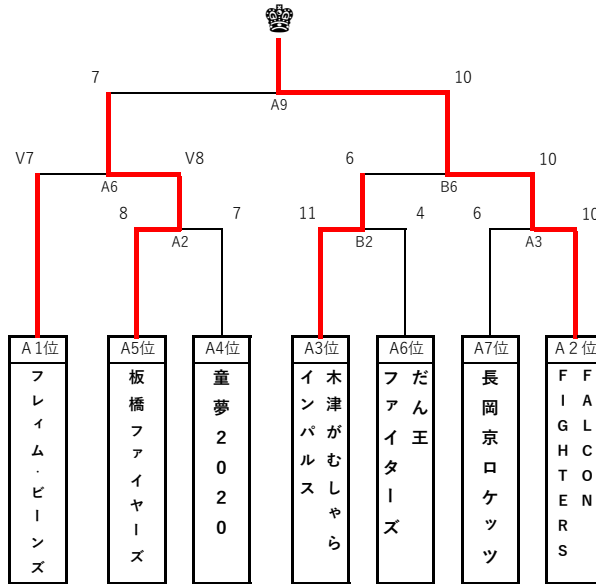 7
10
A9
V7
V8
6
10
A6
B6
8
7
11
4
6
10
A2
B2
A3
A1位
A5位
A4位
A3位
A6位
A7位
A2位
フレイム・ビーンズ
板橋ファイヤーズ
童夢2020
木津がむしゃら
インパルス
だん王
ファイターズ
長岡京ロケッツ
FALCON
FIGHTERS